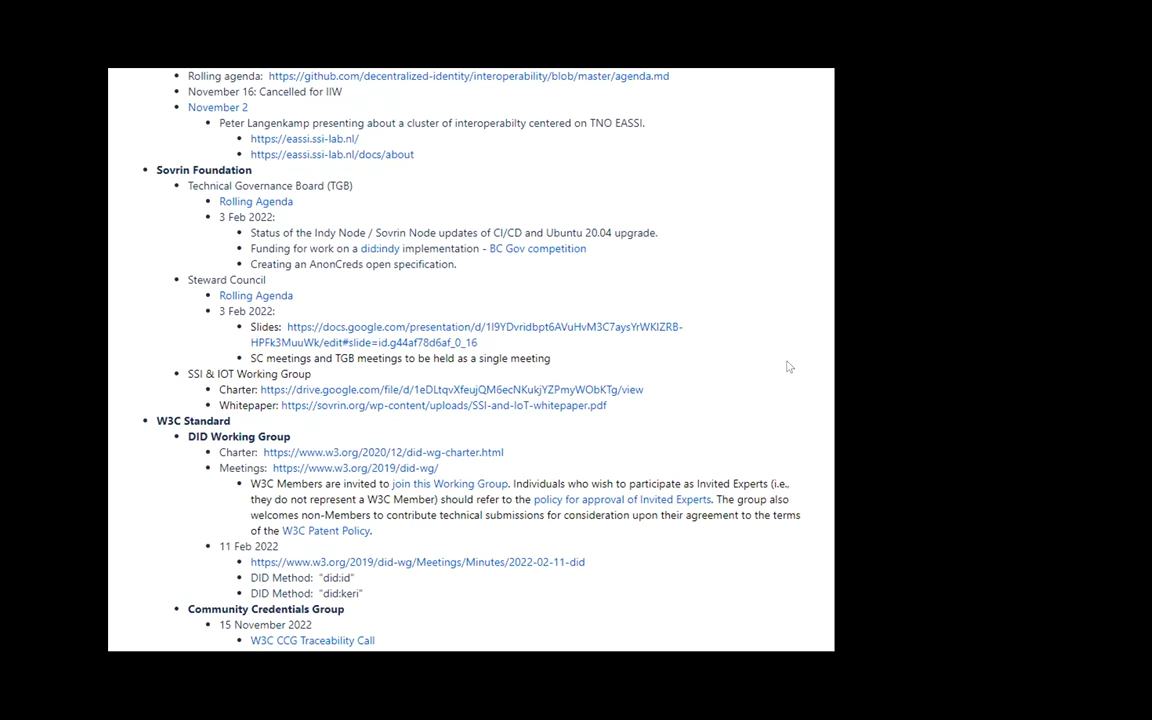 Rolling agenda: https://github.com/decentralized-identity/interoperability/blob/master/agenda.md
November 16: Cancelled for IIW
November 2
Peter Langenkamp presenting about a cluster of interoperabilty centered on TNO EASSI.
https://eassi.ssi-lab.nl/
https://eassi.ssi-lab.nl/docs/about
Sovrin Foundation
Technical Governance Board (TGB)
Rolling Agenda
3 Feb 2022:
Status of the Indy Node / Sovrin Node updates of CI/CD and Ubuntu 20.04 upgrade.
Funding for work on a did:indy implementation - BC Gov competition
Creating an AnonCreds open specification.
Steward Council
Rolling Agenda
3 Feb 2022:
Slides: https://docs.google.com/presentation/d/1I9YDvridbpt6AVuHvM3C7aysYrWKIZRB-
HPFk3MuuWk/edit#slide=id.g44af78d6af_0_16
SC meetings and TGB meetings to be held as a single meeting
SSI & IOT Working Group
Charter: https://drive.google.com/file/d/1eDLtqvXfeujQM6ecNKukjYZPmyWObKTg/view
Whitepaper: https://sovrin.org/wp-content/uploads/SSI-and-IoT-whitepaper.pdf
W3C Standard
DID Working Group
Charter: https://www.w3.org/2020/12/did-wg-charter.html
Meetings: https://www.w3.org/2019/did-wg/
W3C Members are invited to join this Working Group. Individuals who wish to participate as Invited Experts (i.e.,
they do not represent a W3C Member) should refer to the policy for approval of Invited Experts. The group also
welcomes non-Members to contribute technical submissions for consideration upon their agreement to the terms
of the W3C Patent Policy.
11 Feb 2022
https://www.w3.org/2019/did-wg/Meetings/Minutes/2022-02-11-did
DID Method: "did:id"
DID Method: "did:keri"
Community Credentials Group
15 November 2022
W3C CCG Traceability Call